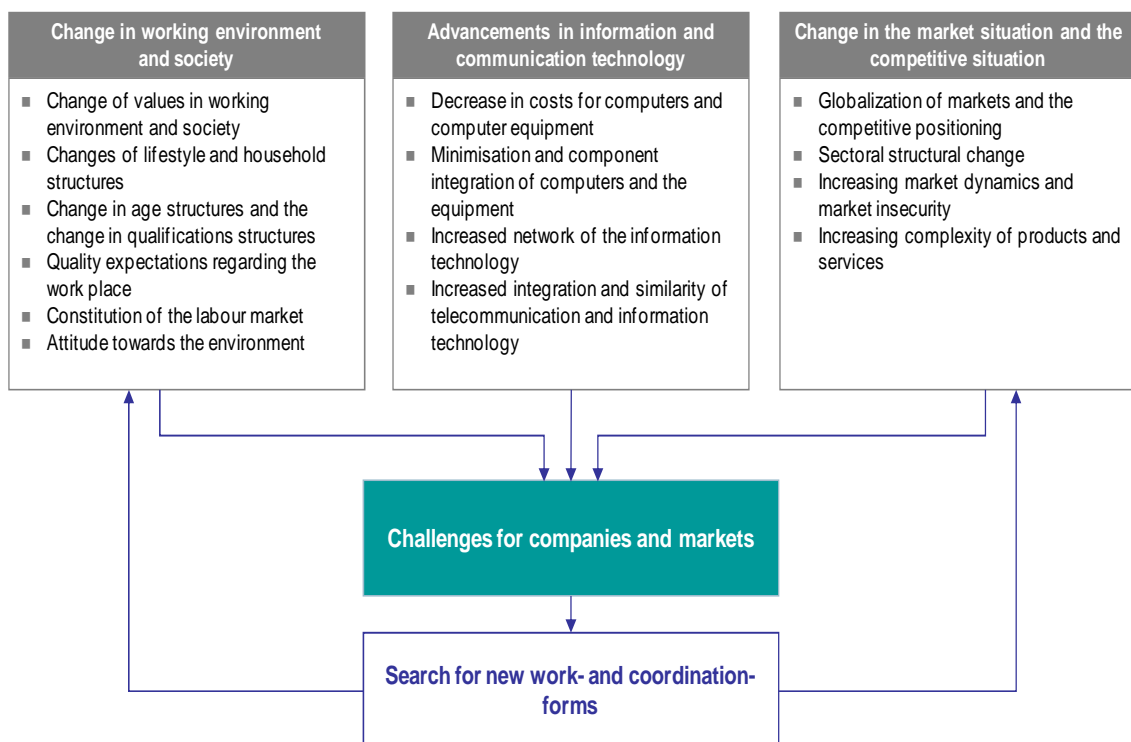 Change in working environment
and society
■ Change of values in working
environment and society
■ Changes of lifestyle and household
structures
■ Change in age structures and the
change in qualifications structures
■ Quality expectations regarding the
work place
■ Constitution of the labour market
■ Attitude towards the environment
Advancements in information and
communication technology
■ Decrease in costs for computers and
computer equipment
■ Minimisation and component
integration of computers and the
equipment
■ Increased network of the information
technology
■ Increased integration and similarity of
telecommunication and information
technology
Change in the market situation and the
competitive situation
■ Globalization of markets and the
competitive positioning
■ Sectoral structural change
■ Increasing market dynamics and
market insecurity
■ Increasing complexity of products and
services
Challenges for companies and markets
Search for new work- and coordination-
forms